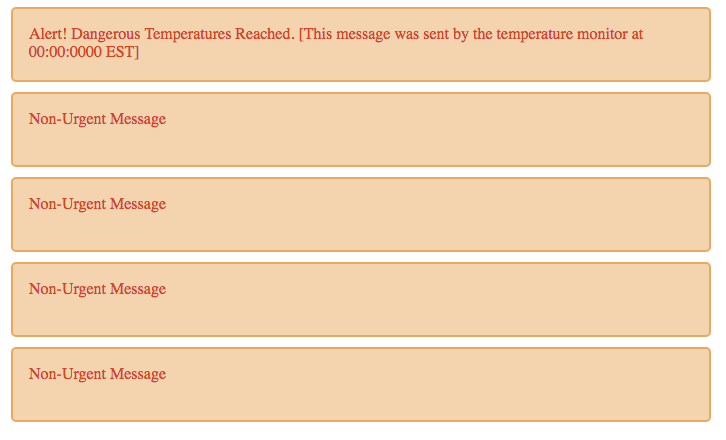 Alert! Dangerous Temperatures Reached. [This message was sent by the temperature monitor at
00:00:0000 EST]
Non-Urgent Message
Non-Urgent Message
Non-Urgent Message
Non-Urgent Message